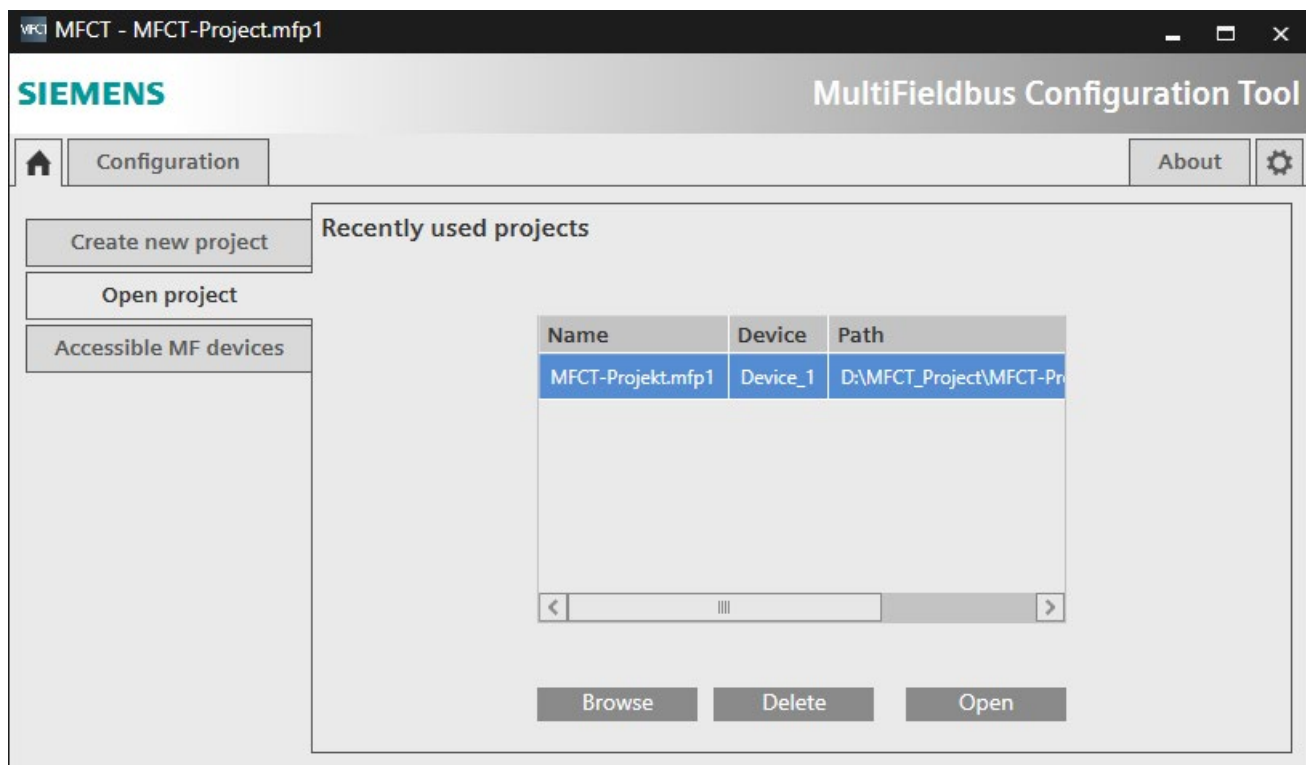 MFCT MFCT - MFCT-Project.mfp1
SIEMENS MultiFieldbus Configuration Tool
Configuration About
Create new project
Open project
Accessible MF devices
Recently used projects
Name Device Path
MFCT-Projekt.mfp1 Device_1 D:\MFCT_Project\MFCT-Pr
Browse Delete Open